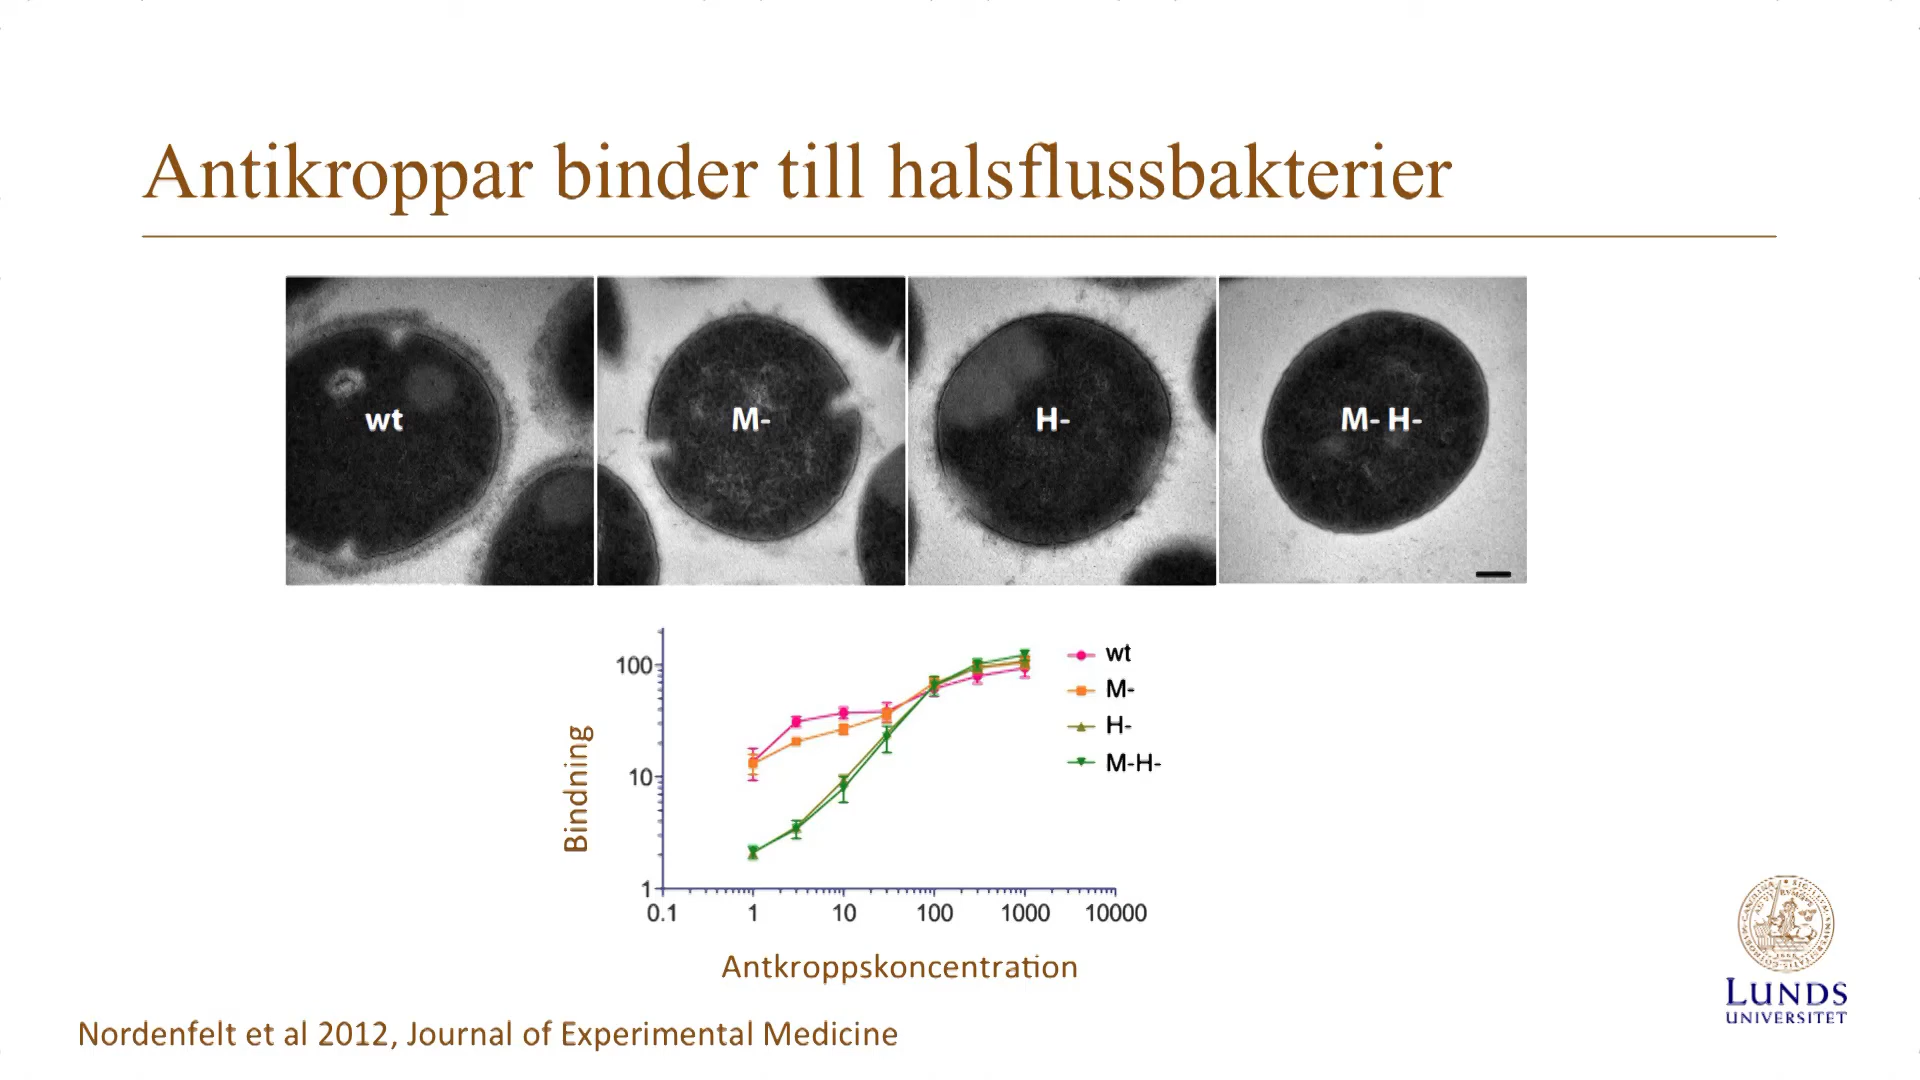 Antikroppar binder till halsflussbakterier
wt
M-
H-
M- H-
100
10
1
Bindning
0.1 1 10 100 1000 10000
Antkroppskoncentration
wt
M-
H-
M-H-
LUNDS
UNIVERSITET
Nordenfelt et al 2012, Journal of Experimental Medicine